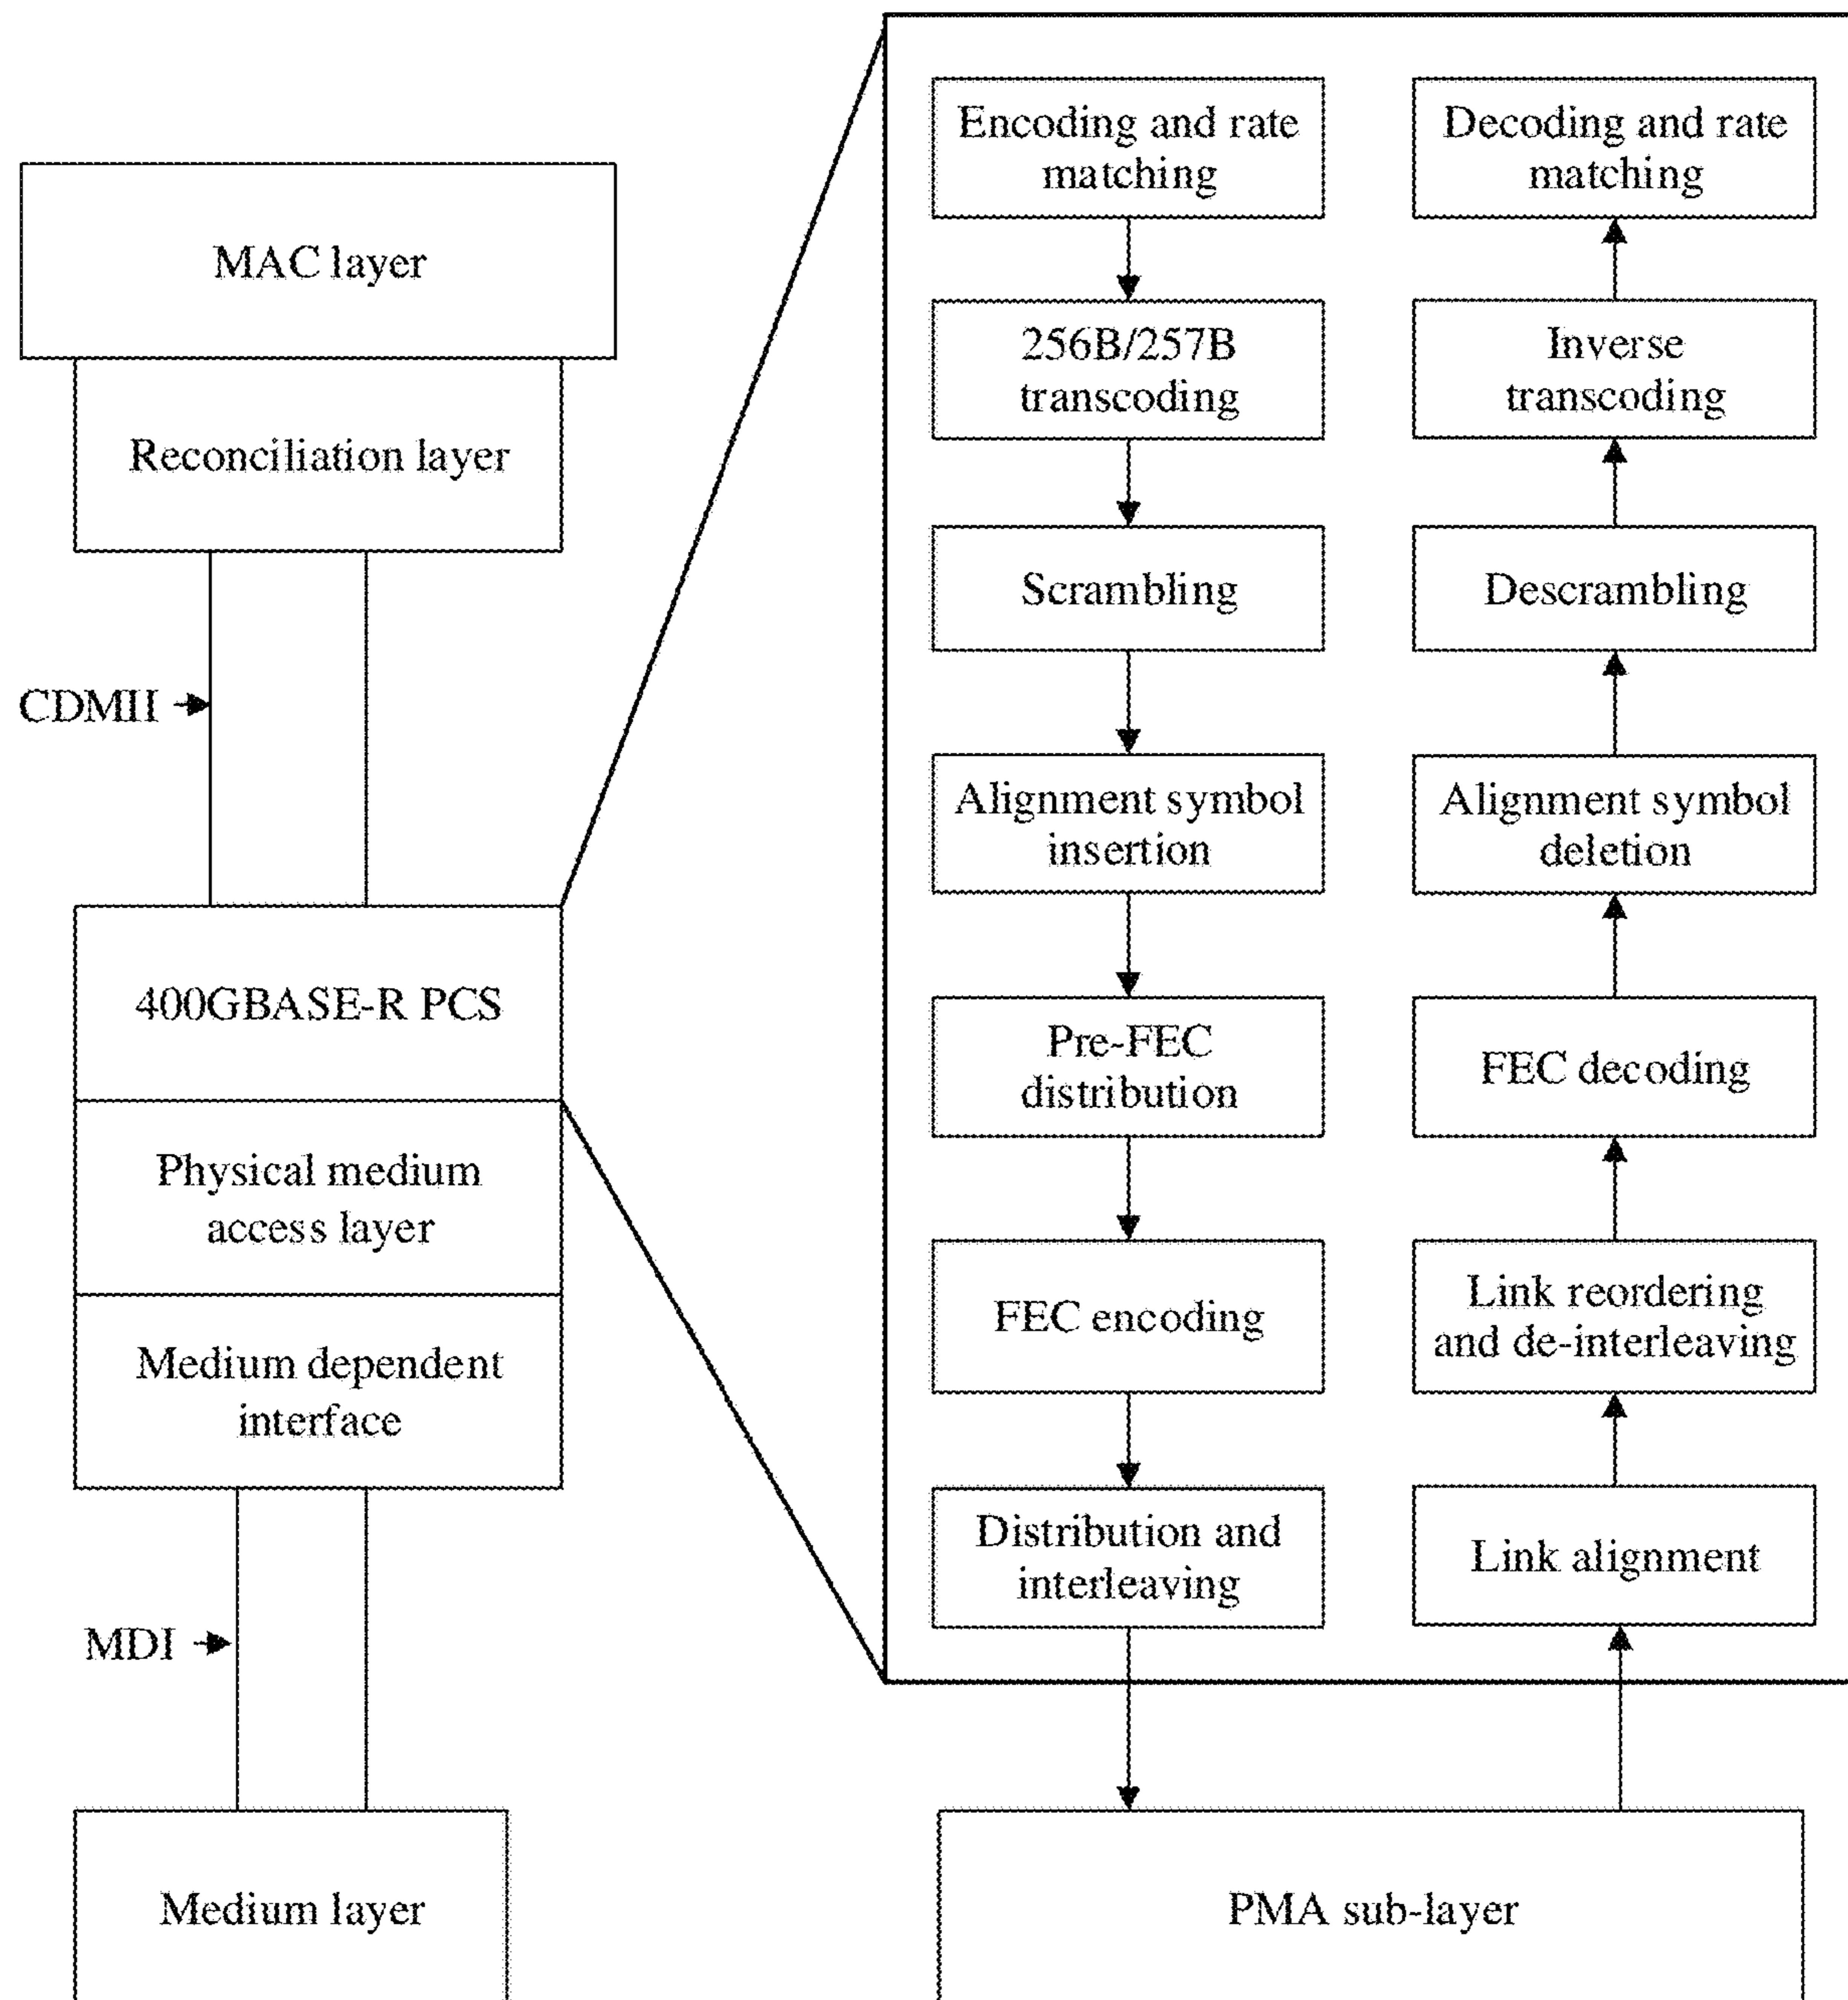 MAC layer
Reconciliation layer
CDMII
400GBASE-R PCS
Physical medium
access layer
Medium dependent
interface
MDI
Medium layer
Encoding and rate
matching
256B/257B
transcoding
Scrambling
Alignment symbol
insertion
Pre-FEC
distribution
FEC encoding
Distribution and
interleaving
Decoding and rate
matching
Inverse
transcoding
Descrambling
Alignment symbol
deletion
FEC decoding
Link reordering
and de-interleaving
Link alignment
PMA sub-layer